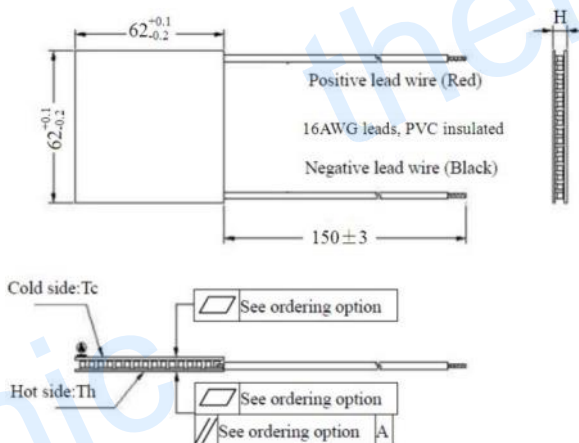 62+0.1-0.2
H
Positive lead wire (Red)
62+0.1-0.2
16AWG leads, PVC insulated
Negative lead wire (Black)
150±3
Cold side:Tc
See ordering option
Hot side:Th
See ordering option
See ordering option A